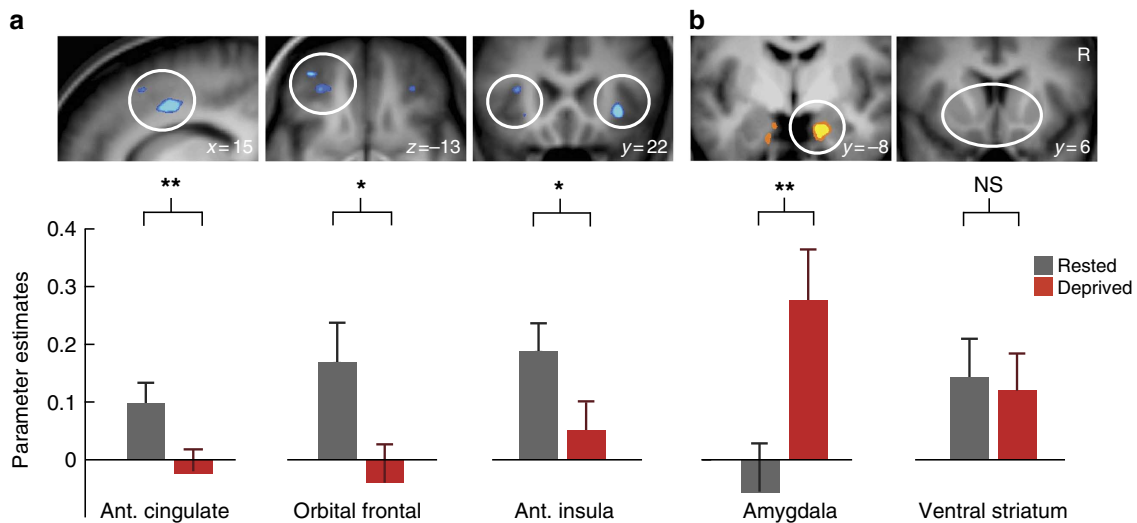 a
b
x = 15
z = –13
y = 22
y = –8
R
y = 6
**
*
*
**
NS
Parameter estimates
0.4
0.3
0.2
0.1
0
Rested
Deprived
Ant. cingulate
Orbital frontal
Ant. insula
Amygdala
Ventral striatum